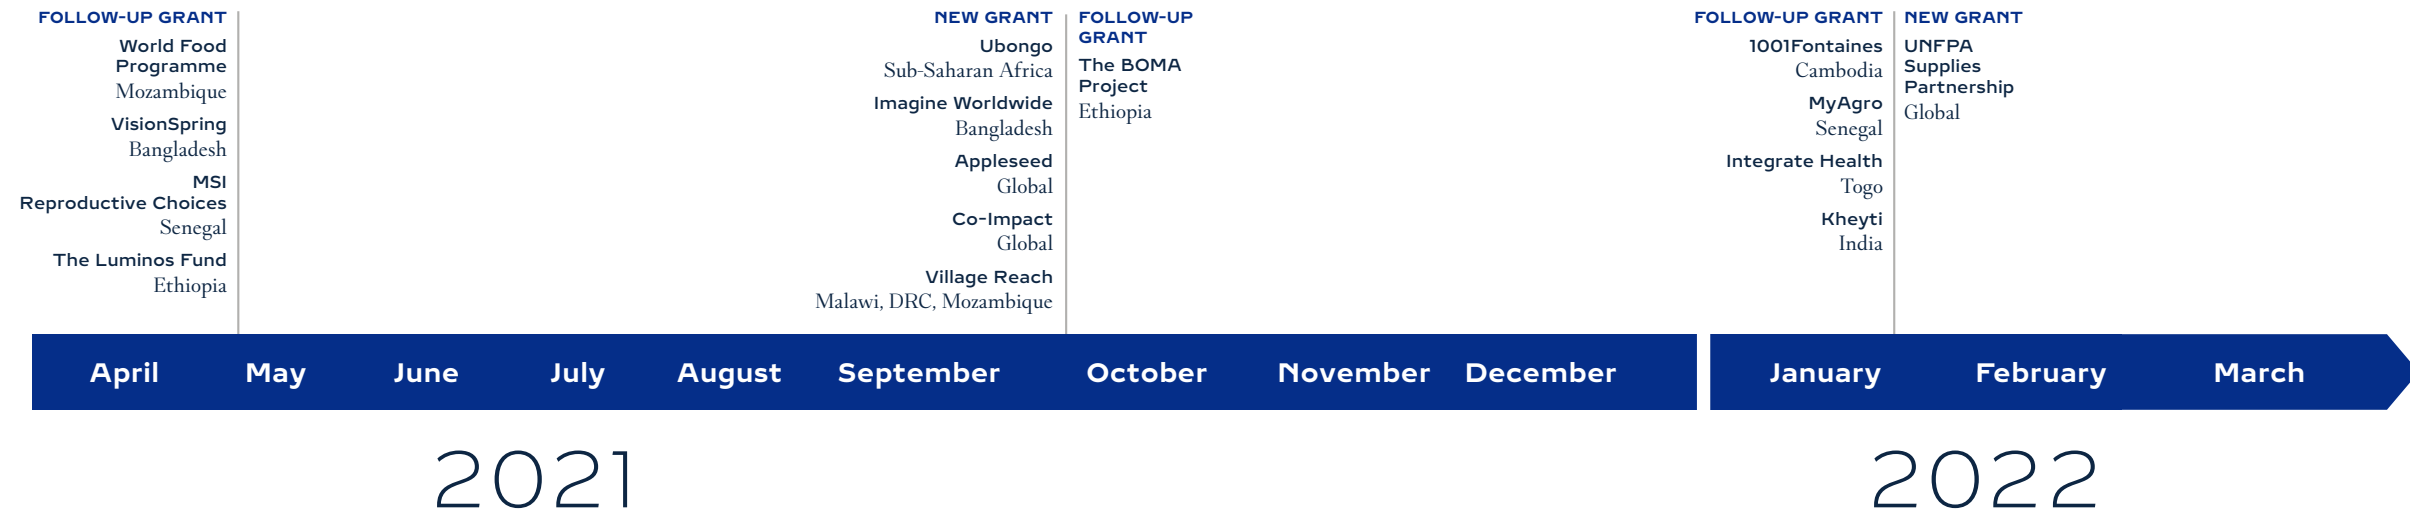 FOLLOW-UP GRANT
World Food
Programme
Mozambique
VisionSpring
Bangladesh
MSI
Reproductive Choices
Senegal
The Luminos Fund
Ethiopia
NEW GRANT
Ubongo
Sub-Saharan Africa
Imagine Worldwide
Bangladesh
Appleseed
Global
Co-Impact
Global
Village Reach
Malawi, DRC, Mozambique
FOLLOW-UP
GRANT
The BOMA
Project
Ethiopia
FOLLOW-UP GRANT
1001Fontaines
Cambodia
MyAgro
Senegal
Integrate Health
Togo
Kheyti
India
NEW GRANT
UNFPA
Supplies
Partnership
Global
April May June July August September October November December January February March
2021 2022